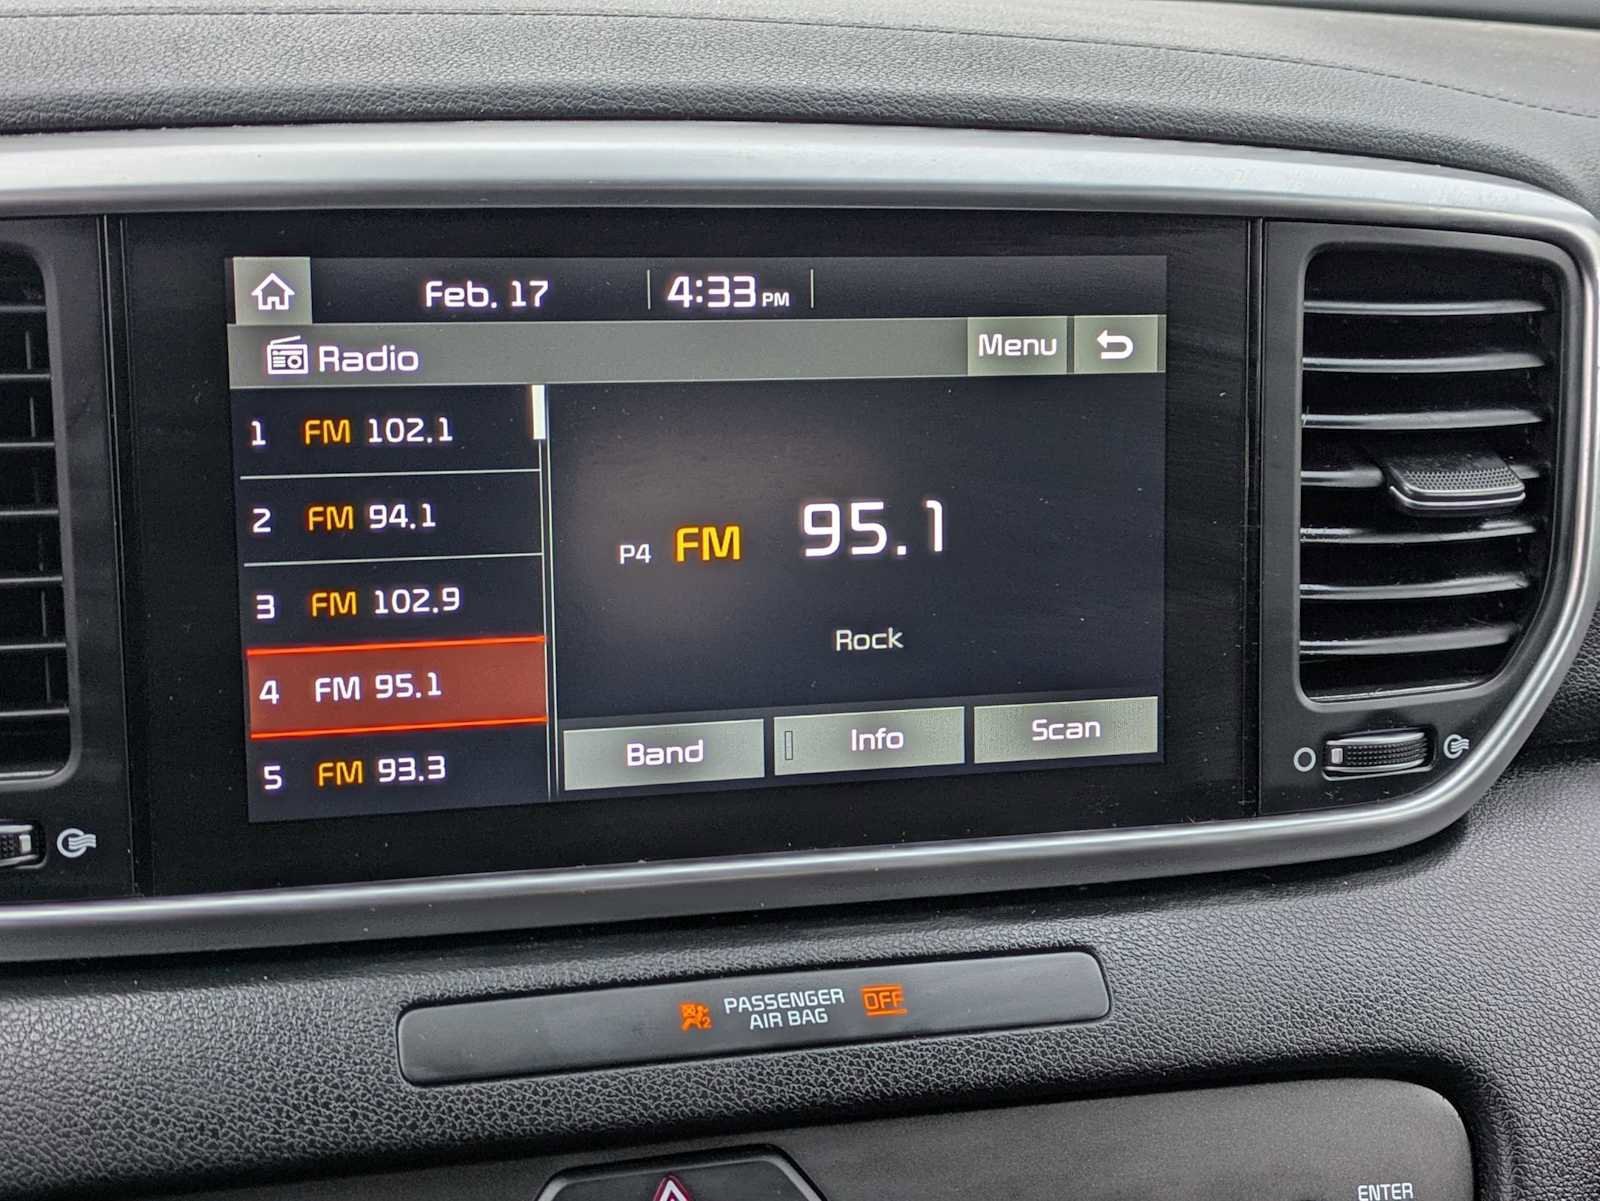 Feb. 17 4:33 PM
Radio Menu
1 FM 102.1
2 FM 94.1
3 FM 102.9
4 FM 95.1
5 FM 93.3
P4 FM 95.1
Rock
Band Info Scan
2 PASSENGER AIR BAG OFF
ENTER